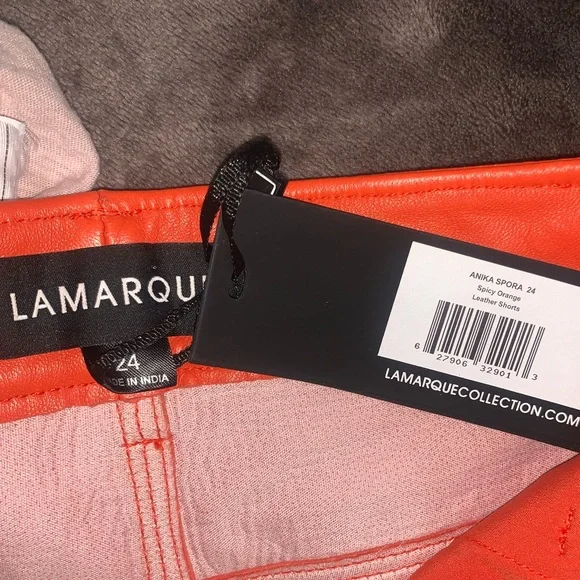 LAMARQU
24
DE IN INDIA
ANIKA SPORA 24
Spicy Orange
Leather Shorts
6 27906 32901 3
LAMARQUECOLLECTION.COM